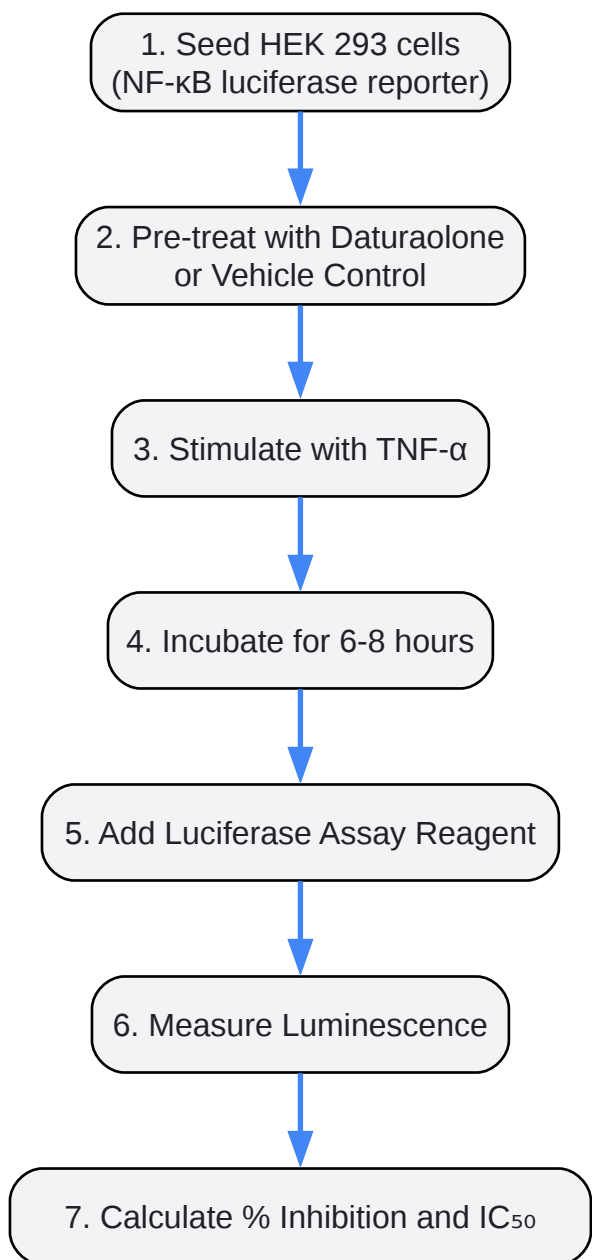 1. Seed HEK 293 cells
(NF-κB luciferase reporter)
2. Pre-treat with Daturaolone
or Vehicle Control
3. Stimulate with TNF-α
4. Incubate for 6-8 hours
5. Add Luciferase Assay Reagent
6. Measure Luminescence
7. Calculate % Inhibition and IC₅₀